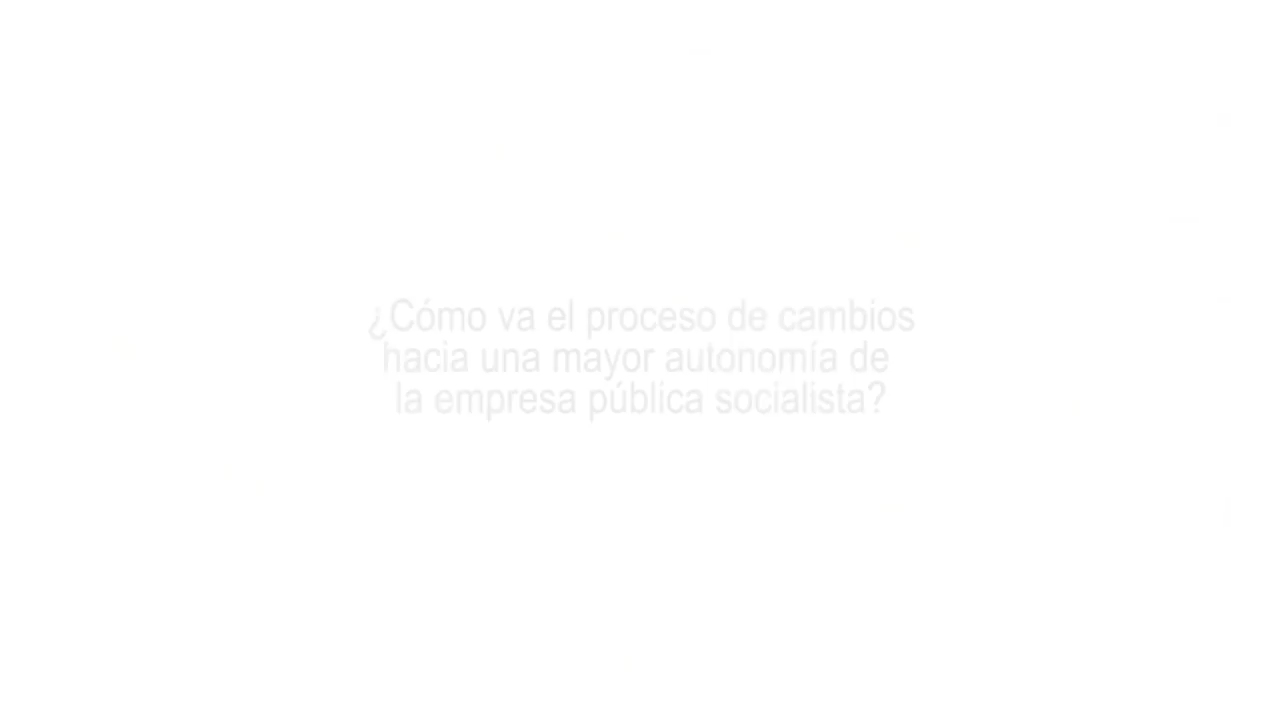 ¿Cómo va el proceso de cambios
hacia una mayor autonomía de
la empresa pública socialista?